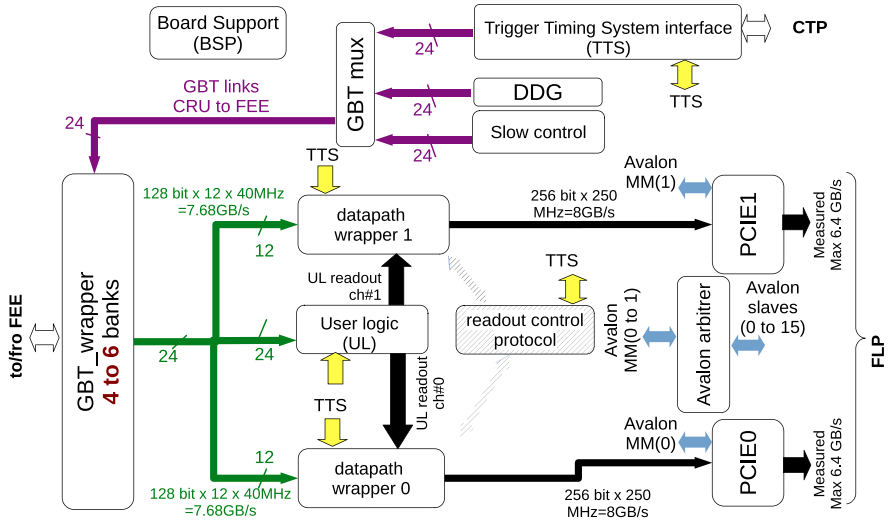 Board Support
(BSP)
Trigger Timing System interface
(TTS)
CTP
24
GBT mux
GBT links
CRU to FEE
DDG
24
TTS
24
Slow control
24
TTS
Avalon
MM(1)
128 bit x 12 x 40MHz
=7.68GB/s
256 bit x 250
MHz=8GB/s
datapath
wrapper 1
PCIE1
Measured
Max 6.4 GB/s
12
TTS
UL readout
ch#1
Avalon
slaves
(0 to 15)
to/fro FEE
GBT_wrapper
4 to 6 banks
User logic
(UL)
readout control
protocol
Avalon
MM(0 to 1)
Avalon arbitrer
FLP
24
24
UL readout
ch#0
TTS
Avalon
MM(0)
12
datapath
wrapper 0
PCIE0
Measured
Max 6.4 GB/s
128 bit x 12 x 40MHz
=7.68GB/s
256 bit x 250
MHz=8GB/s